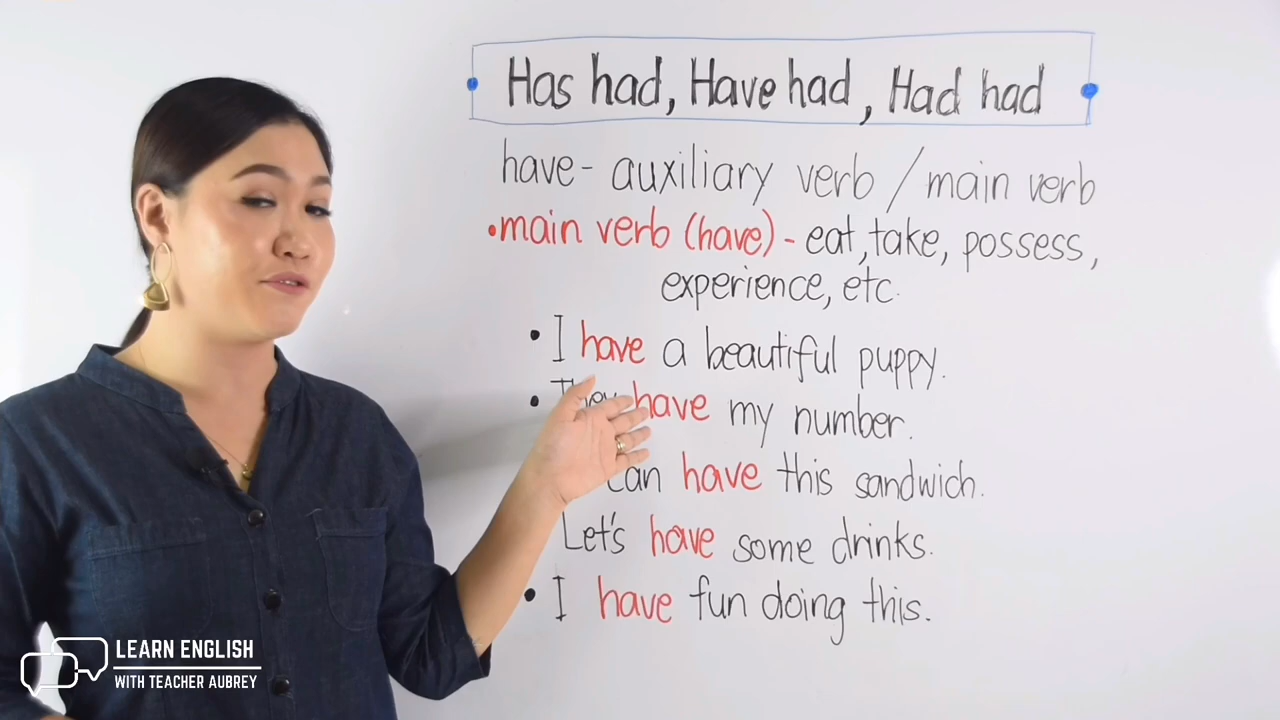 Has had, Have had, Had had
have - auxiliary verb / main verb
• main verb (have) - eat, take, possess,
experience, etc.
• I have a beautiful puppy.
• They have my number.
can have this sandwich.
Let's have some drinks.
• I have fun doing this.
LEARN ENGLISH
WITH TEACHER AUBREY